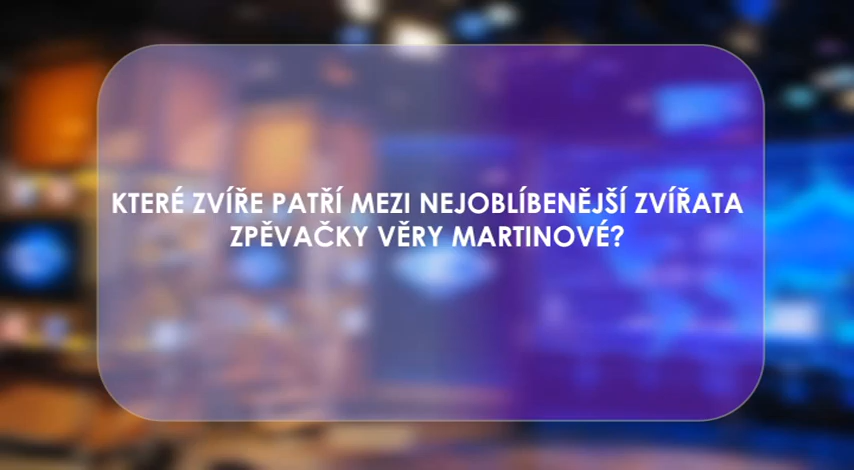 KTERÉ ZVÍŘE PATŘÍ MEZI NEJOBLÍBENĚJŠÍ ZVÍŘATA
ZPĚVAČKY VĚRY MARTINOVÉ?